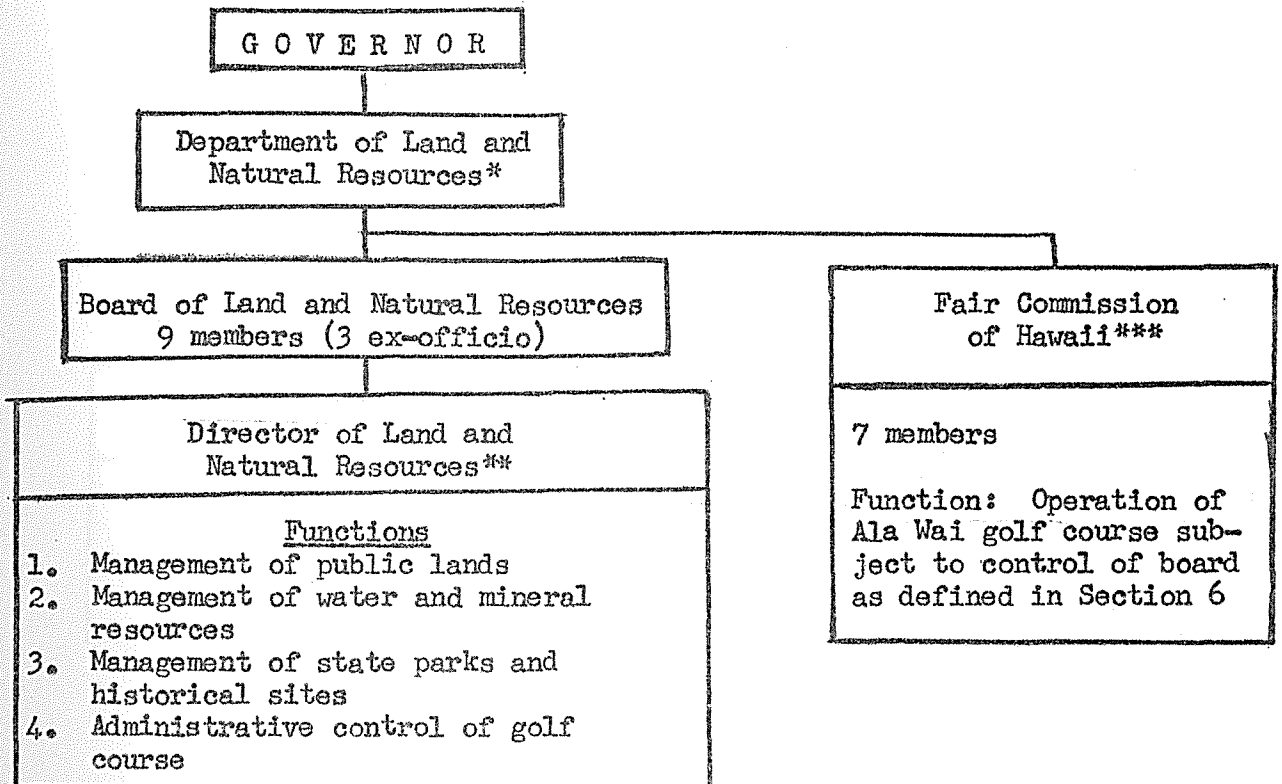 G O V E R N O R
Department of Land and
Natural Resources*
Board of Land and Natural Resources
9 members (3 ex-officio)
Director of Land and
Natural Resources**
Functions
1. Management of public lands
2. Management of water and mineral
resources
3. Management of state parks and
historical sites
4. Administrative control of golf
course
Fair Commission
of Hawaii***
7 members
Function: Operation of
Ala Wai golf course sub-
ject to control of board
as defined in Section 6